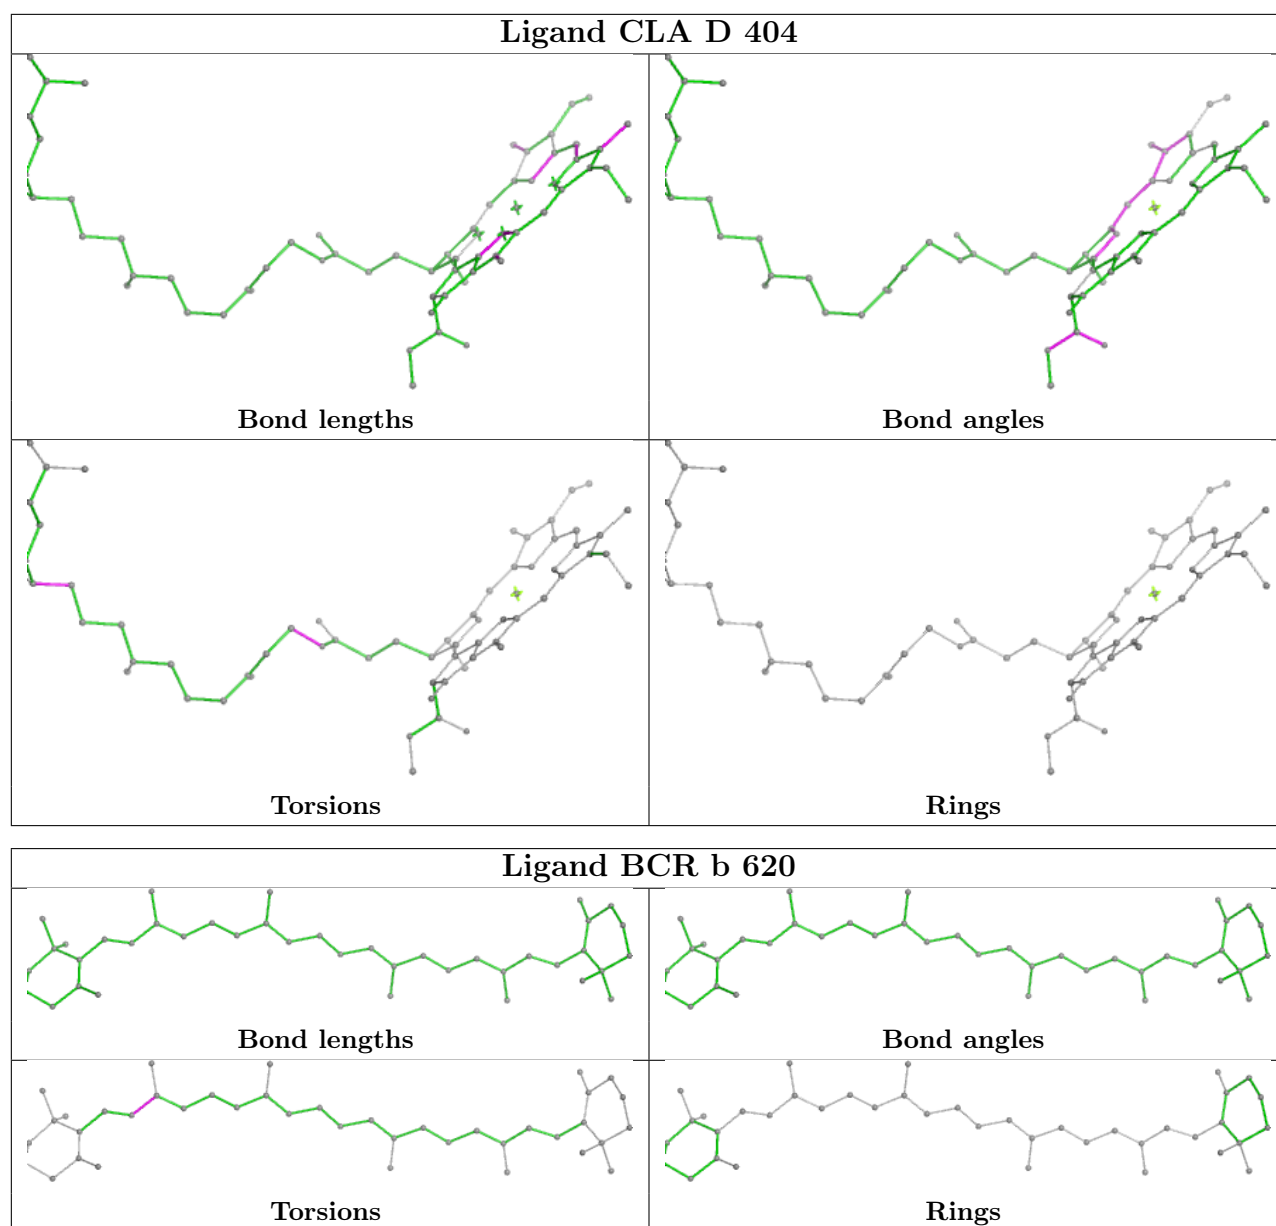 Ligand CLA D 404
Bond lengths
Bond angles
Torsions
Rings
Ligand BCR b 620
Bond lengths
Bond angles
Torsions
Rings